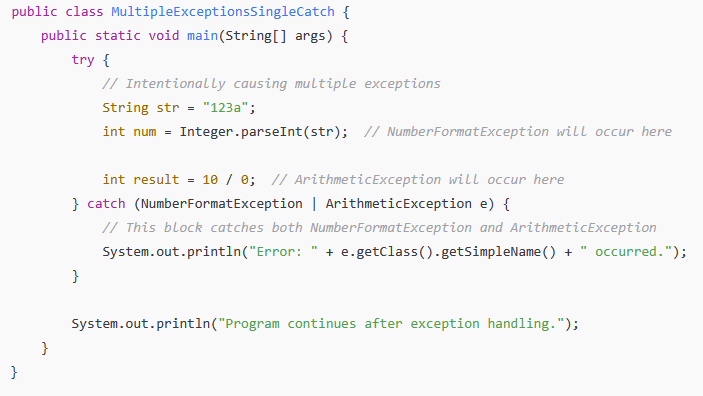 public class MultipleExceptionsSingleCatch {
    public static void main(String[] args) {
        try {
            // Intentionally causing multiple exceptions
            String str = "123a";
            int num = Integer.parseInt(str);  // NumberFormatException will occur here

            int result = 10 / 0;  // ArithmeticException will occur here
        } catch (NumberFormatException | ArithmeticException e) {
            // This block catches both NumberFormatException and ArithmeticException
            System.out.println("Error: " + e.getClass().getSimpleName() + " occurred.");
        }

        System.out.println("Program continues after exception handling.");
    }
}